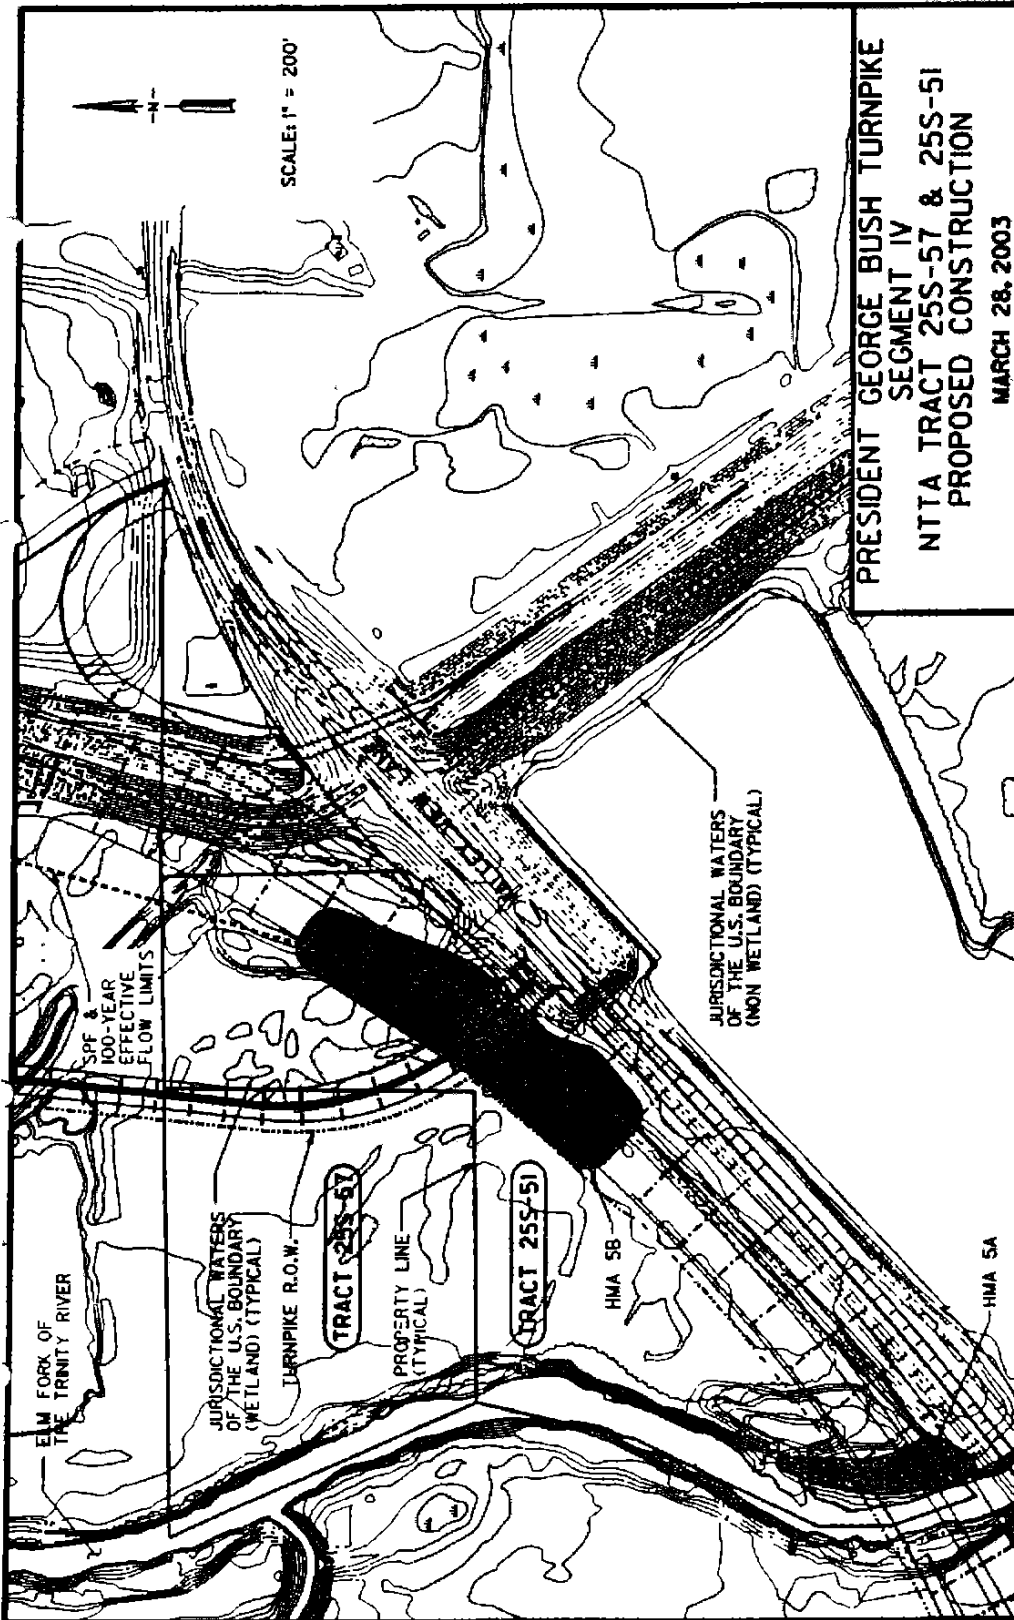 -N-
SCALE: 1" = 200'
SPF &
100-YEAR
EFFECTIVE
FLOW LIMITS
ELM FORK OF
THE TRINITY RIVER
JURISDICTIONAL WATERS
OF THE U.S. BOUNDARY
(WETLAND) (TYPICAL)
TURNPIKE R.O.W.
TRACT 25S-57
PROPERTY LINE
(TYPICAL)
TRACT 25S-51
HMA 5B
VALLEY VIEW LANE
JURISDICTIONAL WATERS
OF THE U.S. BOUNDARY
(NON WETLAND) (TYPICAL)
HMA 5A
PRESIDENT GEORGE BUSH TURNPIKE
SEGMENT IV
NTTA TRACT 25S-57 & 25S-51
PROPOSED CONSTRUCTION
MARCH 28, 2003